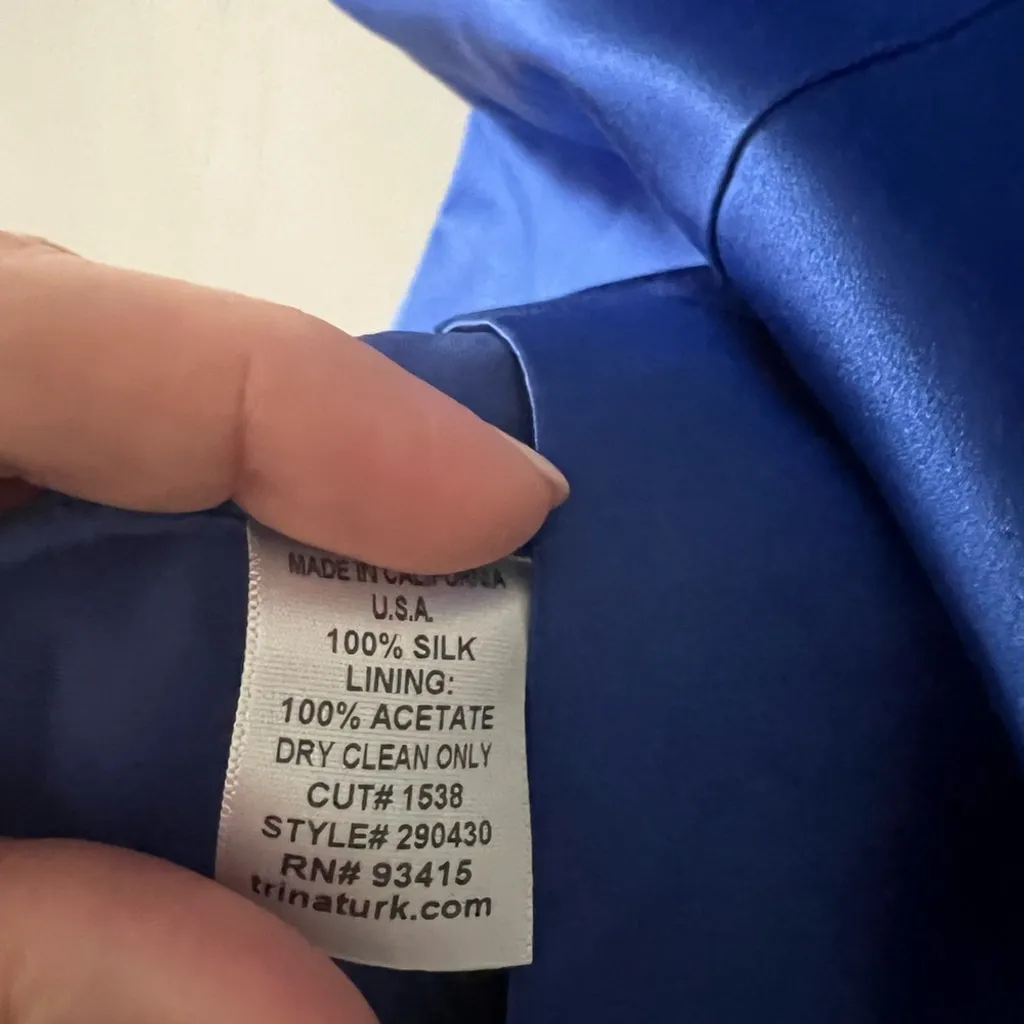 MADE IN CALIFORNIA
U.S.A.
100% SILK
LINING:
100% ACETATE
DRY CLEAN ONLY
CUT# 1538
STYLE# 290430
RN# 93415
trinaturk.com